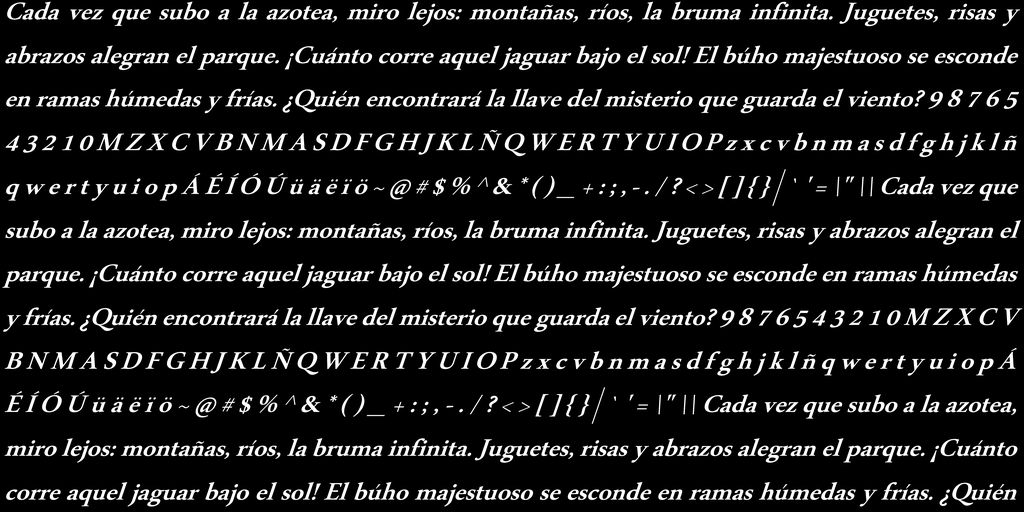 Cada vez que subo a la azotea, miro lejos: montañas, ríos, la bruma infinita. Juguetes, risas y
abrazos alegran el parque. ¡Cuánto corre aquel jaguar bajo el sol! El búho majestuoso se esconde
en ramas húmedas y frías. ¿Quién encontrará la llave del misterio que guarda el viento? 9 8 7 6 5
4 3 2 1 0 M Z X C V B N M A S D F G H J K L Ñ Q W E R T Y U I O P z x c v b n m a s d f g h j k l ñ
q w e r t y u i o p Á É Í Ó Ú ü ä ë ï ö ~ @ # $ % ^ & * ( ) _ + : ; , - . / ? < > [ ] { } / ` ' = | " | | Cada vez que
subo a la azotea, miro lejos: montañas, ríos, la bruma infinita. Juguetes, risas y abrazos alegran el
parque. ¡Cuánto corre aquel jaguar bajo el sol! El búho majestuoso se esconde en ramas húmedas
y frías. ¿Quién encontrará la llave del misterio que guarda el viento? 9 8 7 6 5 4 3 2 1 0 M Z X C V
B N M A S D F G H J K L Ñ Q W E R T Y U I O P z x c v b n m a s d f g h j k l ñ q w e r t y u i o p Á
É Í Ó Ú ü ä ë ï ö ~ @ # $ % ^ & * ( ) _ + : ; , - . / ? < > [ ] { } / ` ' = | " | | Cada vez que subo a la azotea,
miro lejos: montañas, ríos, la bruma infinita. Juguetes, risas y abrazos alegran el parque. ¡Cuánto
corre aquel jaguar bajo el sol! El búho majestuoso se esconde en ramas húmedas y frías. ¿Quién